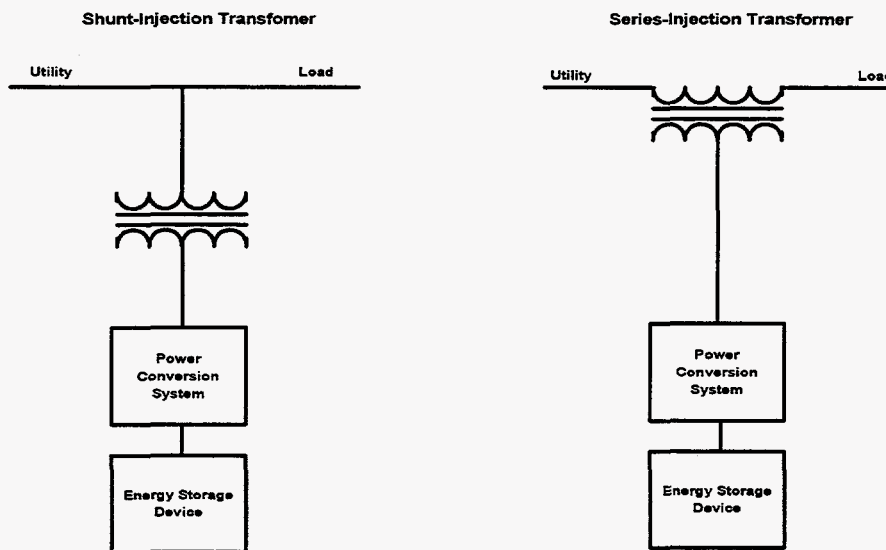 Shunt-Injection Transfomer
Utility
Load
Power
Conversion
System
Energy Storage
Device
Series-Injection Transformer
Utility
Load
Power
Conversion
System
Energy Storage
Device